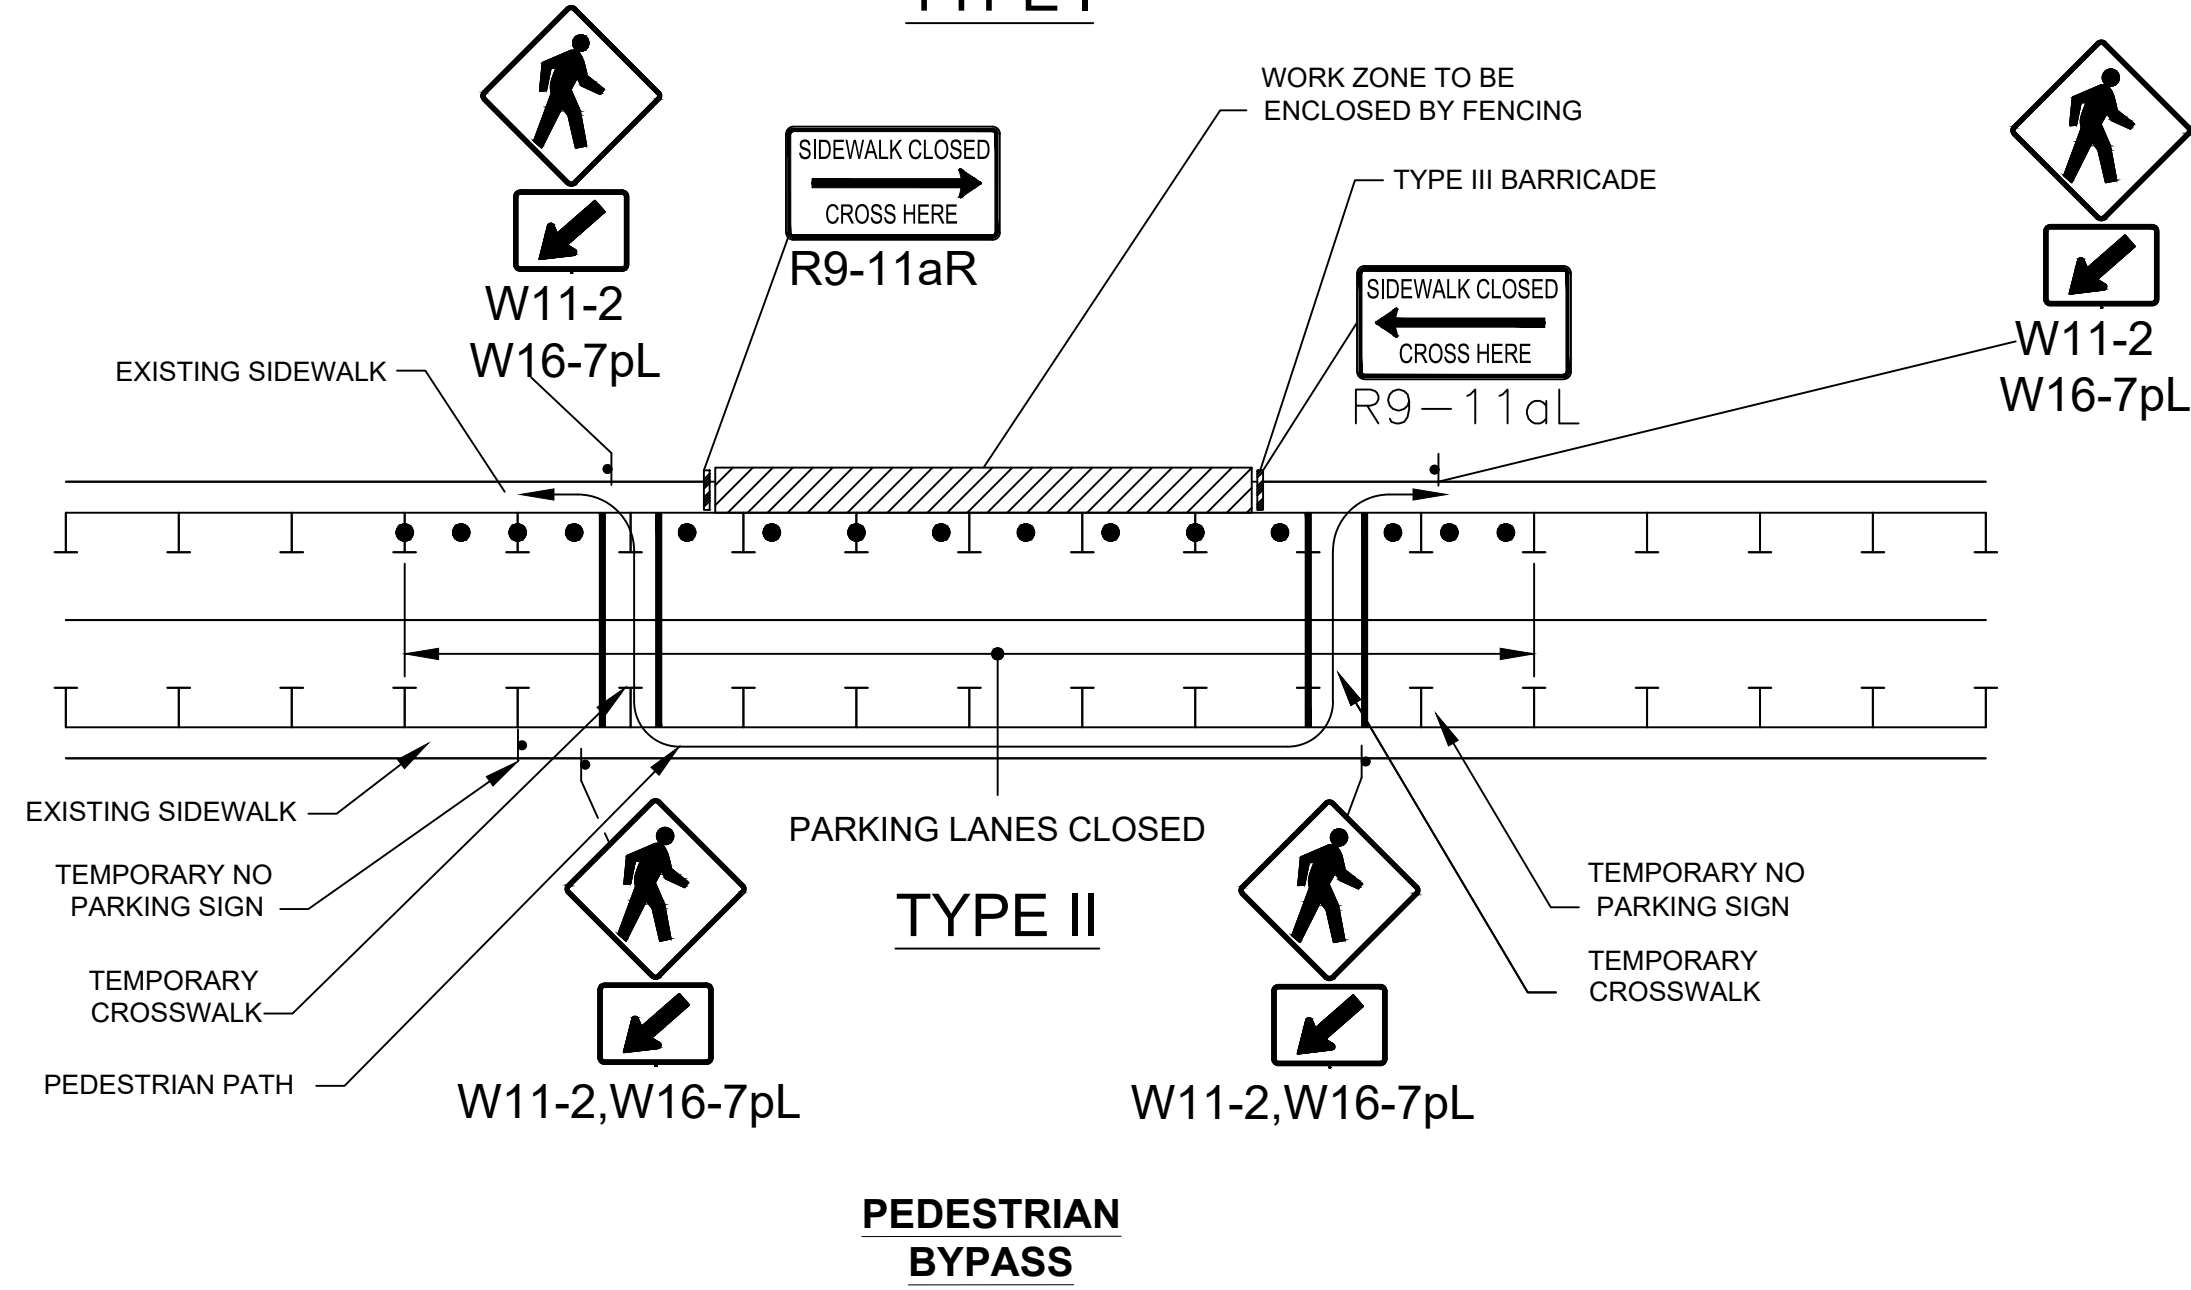 WORK ZONE TO BE
ENCLOSED BY FENCING
SIDEWALK CLOSED
CROSS HERE
R9-11aR
TYPE III BARRICADE
SIDEWALK CLOSED
CROSS HERE
R9-11aL
W11-2
W16-7pL
W11-2
W16-7pL
EXISTING SIDEWALK
EXISTING SIDEWALK
TEMPORARY NO
PARKING SIGN
TEMPORARY
CROSSWALK
PEDESTRIAN PATH
PARKING LANES CLOSED
TYPE II
TEMPORARY NO
PARKING SIGN
TEMPORARY
CROSSWALK
W11-2,W16-7pL
W11-2,W16-7pL
PEDESTRIAN
BYPASS